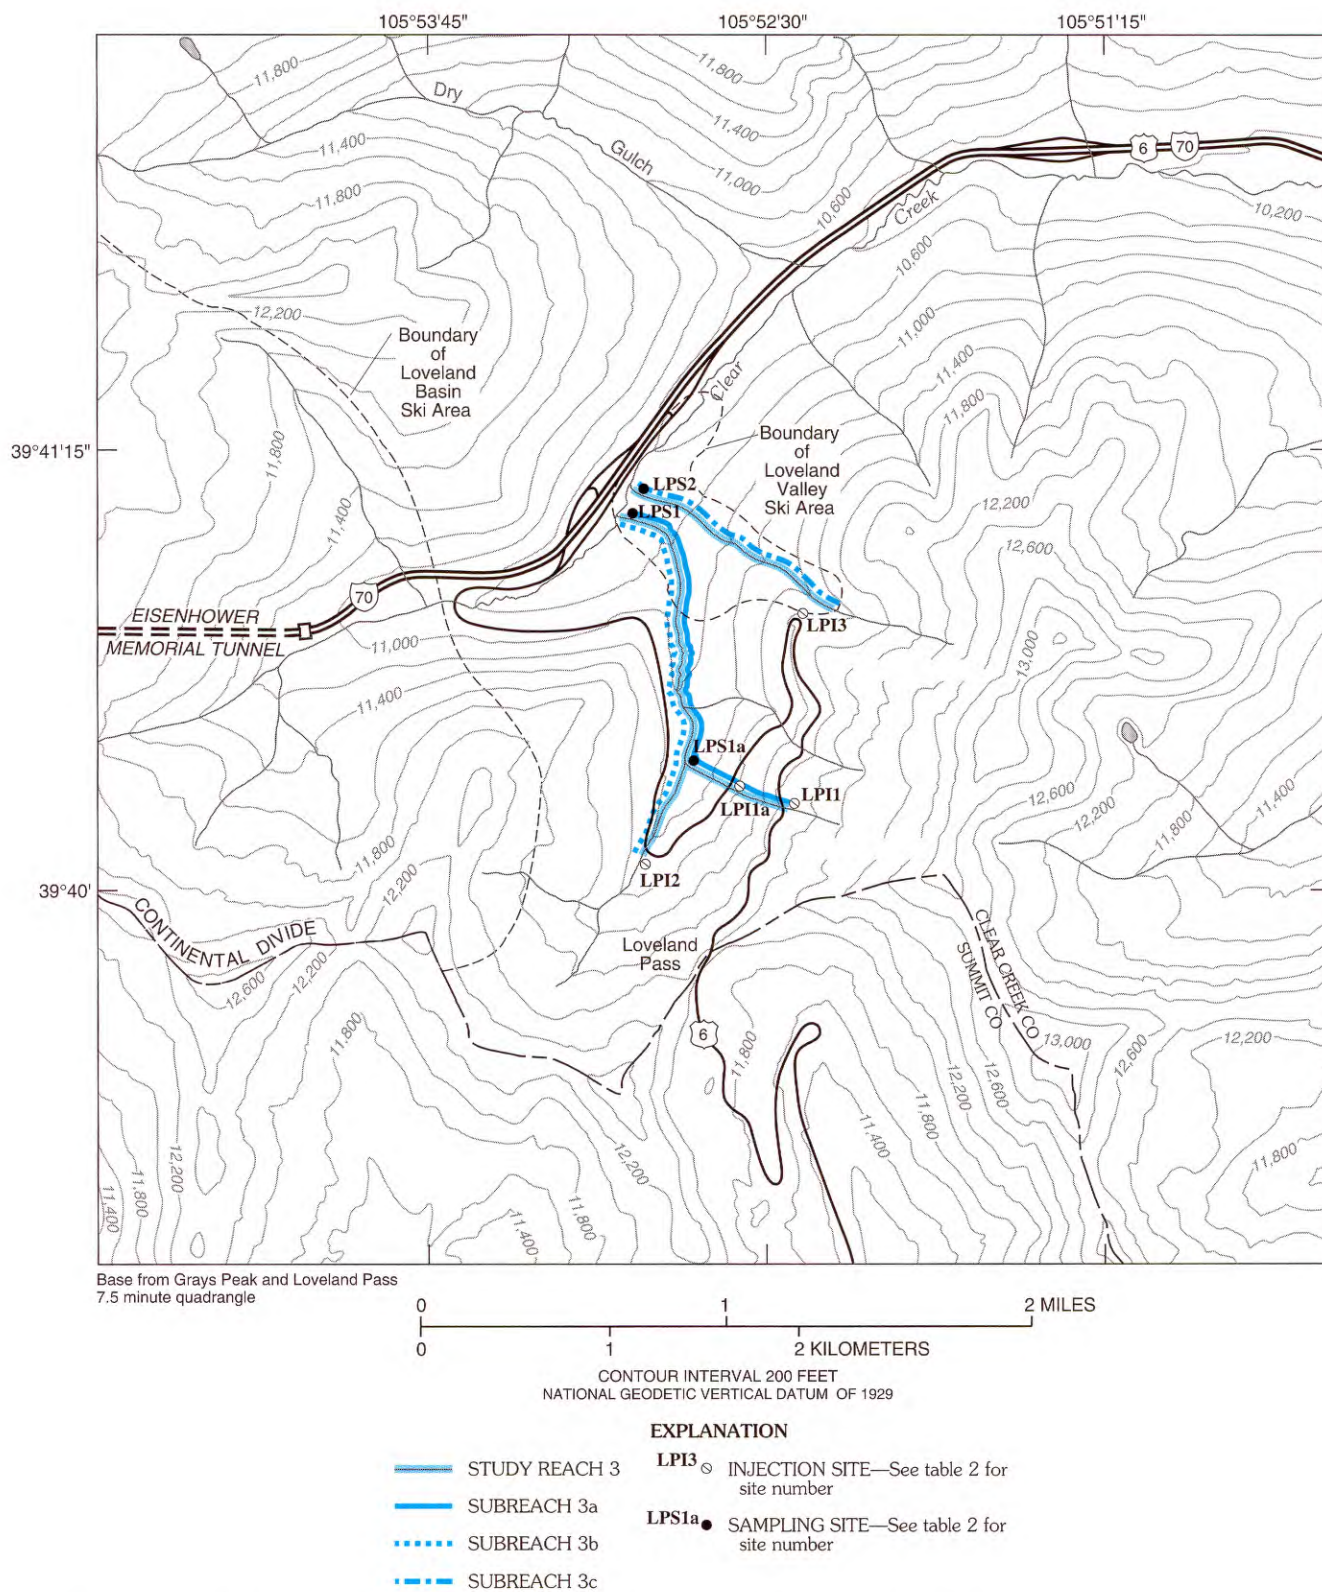 105°53'45" 105°52'30" 105°51'15"
11,800
11,800
Dry
11,400
6 70
11,400
Gulch
11,000
11,800
10,600
Creek
10,200
10,600
12,200
11,000
Boundary
of
Loveland
Basin
Ski Area
Clear
11,400
11,800
39°41'15"
11,800
Boundary
of
Loveland
Valley
Ski Area
LPS2
LPS1
12,200
11,400
12,600
70
EISENHOWER
MEMORIAL TUNNEL
11,000
LPI3
13,000
11,400
LPS1a
LPI1
LPI1a
12,600
12,200
11,400
11,800
11,800
12,200
LPI2
39°40'
CONTINENTAL DIVIDE
Loveland
Pass
CLEAR CREEK CO
SUMMIT CO
12,600
12,200
11,800
6
11,800
13,000
12,600
12,200
12,600
12,200
11,800
11,400
12,200
11,800
11,400
12,200
11,800
11,400
11,800
Base from Grays Peak and Loveland Pass
7.5 minute quadrangle
0 1 2 MILES
0 1 2 KILOMETERS
CONTOUR INTERVAL 200 FEET
NATIONAL GEODETIC VERTICAL DATUM OF 1929
EXPLANATION
STUDY REACH 3
SUBREACH 3a
SUBREACH 3b
SUBREACH 3c
LPI3 INJECTION SITE—See table 2 for
site number
LPS1a SAMPLING SITE—See table 2 for
site number